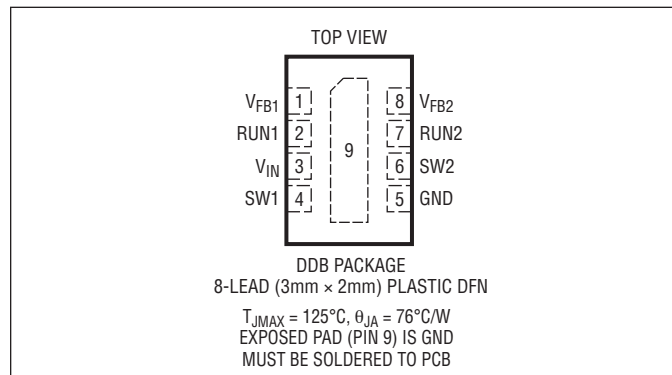 TOP VIEW
VFB1 1 8 VFB2
RUN1 2 7 RUN2
9
VIN 3 6 SW2
SW1 4 5 GND
DDB PACKAGE
8-LEAD (3mm × 2mm) PLASTIC DFN
TJMAX = 125°C, θJA = 76°C/W
EXPOSED PAD (PIN 9) IS GND
MUST BE SOLDERED TO PCB